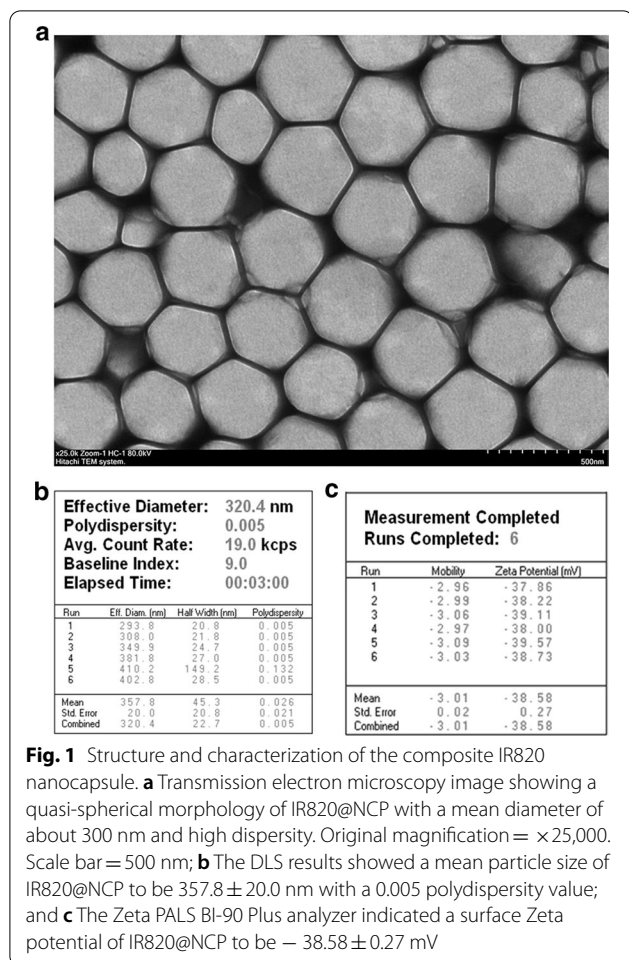 a
x25.0k Zoom-1 HC-1 80.0kV
Hitachi TEM system.
500nm
b
Effective Diameter: 320.4 nm
Polydispersity: 0.005
Avg. Count Rate: 19.0 kcps
Baseline Index: 9.0
Elapsed Time: 00:03:00
Run Eff. Diam. (nm) Half Width (nm) Polydispersity
1 293.8 20.8 0.005
2 308.0 21.8 0.005
3 349.9 24.7 0.005
4 381.8 27.0 0.005
5 410.2 149.2 0.132
6 402.8 28.5 0.005
Mean 357.8 45.3 0.026
Std. Error 20.0 20.8 0.021
Combined 320.4 22.7 0.005
c
Measurement Completed
Runs Completed: 6
Run Mobility Zeta Potential (mV)
1 -2.96 -37.86
2 -2.99 -38.22
3 -3.06 -39.11
4 -2.97 -38.00
5 -3.09 -39.57
6 -3.03 -38.73
Mean -3.01 -38.58
Std. Error 0.02 0.27
Combined -3.01 -38.58
Fig. 1 Structure and characterization of the composite IR820
nanocapsule. a Transmission electron microscopy image showing a
quasi-spherical morphology of IR820@NCP with a mean diameter of
about 300 nm and high dispersity. Original magnification = ×25,000.
Scale bar = 500 nm; b The DLS results showed a mean particle size of
IR820@NCP to be 357.8 ± 20.0 nm with a 0.005 polydispersity value;
and c The Zeta PALS BI-90 Plus analyzer indicated a surface Zeta
potential of IR820@NCP to be − 38.58 ± 0.27 mV